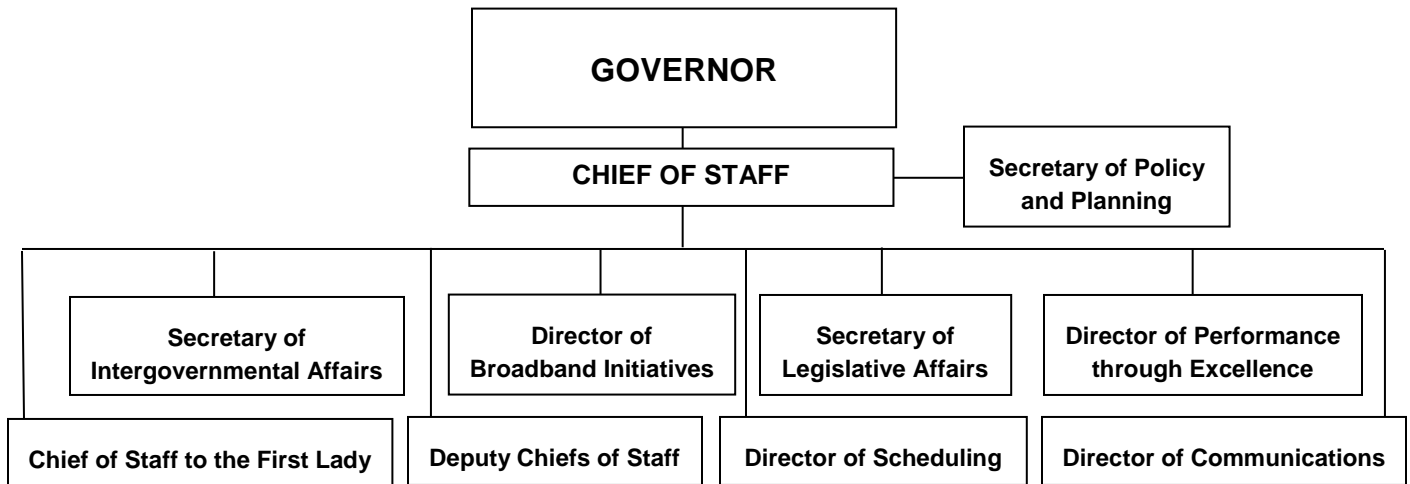 GOVERNOR
CHIEF OF STAFF
Secretary of Policy
and Planning
Secretary of
Intergovernmental Affairs
Director of
Broadband Initiatives
Secretary of
Legislative Affairs
Director of Performance
through Excellence
Chief of Staff to the First Lady
Deputy Chiefs of Staff
Director of Scheduling
Director of Communications